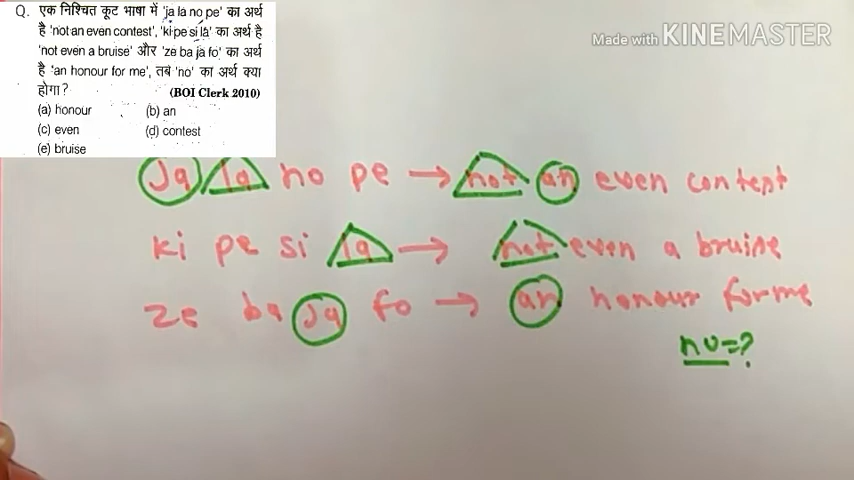 Q. एक निश्चित कूट भाषा में 'ja la no pe' का अर्थ
है 'not an even contest', 'ki pe si la' का अर्थ है
'not even a bruise' और 'ze ba ja fo' का अर्थ
है 'an honour for me', तब 'no' का अर्थ क्या
होगा? (BOI Clerk 2010)
(a) honour (b) an
(c) even (d) contest
(e) bruise
Made with KINEMASTER
ja la no pe → not an even contest
ki pe si la → not even a bruise
ze ba ja fo → an honour for me
no=?